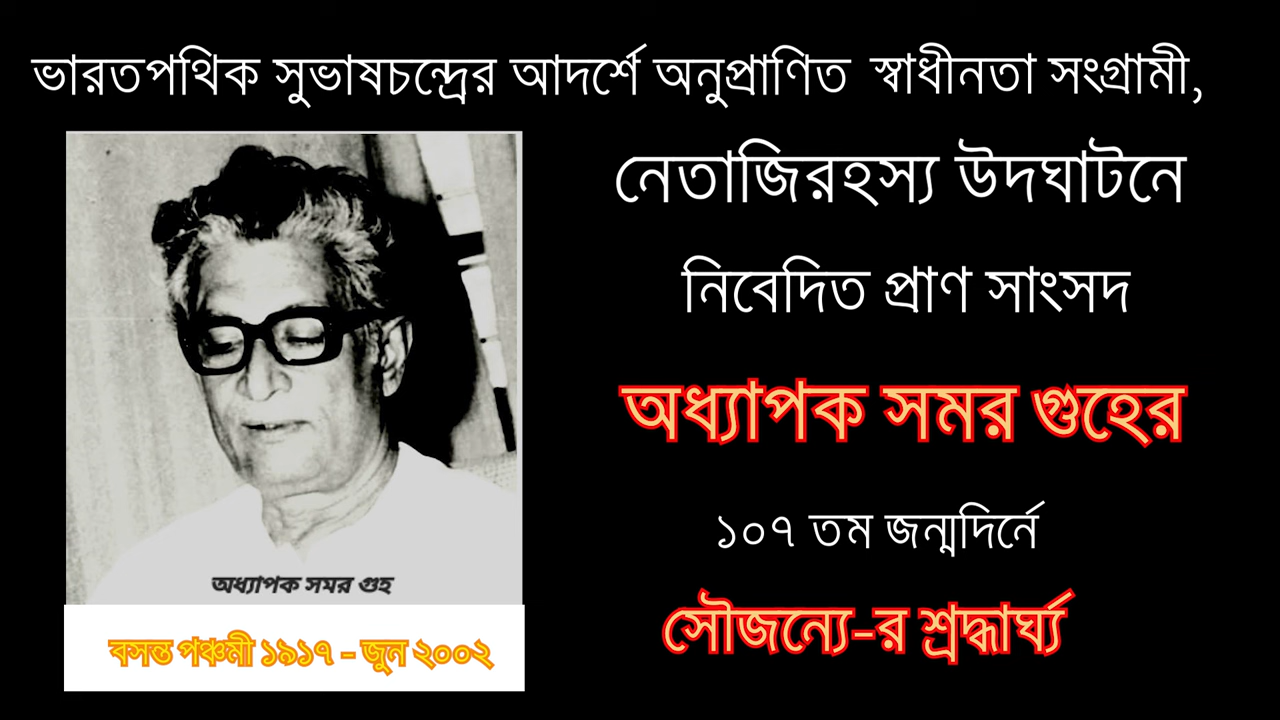 ভারতপথিক সুভাষচন্দ্রের আদর্শে অনুপ্রাণিত স্বাধীনতা সংগ্রামী,
নেতাজিরহস্য উদঘাটনে
নিবেদিত প্রাণ সাংসদ
অধ্যাপক সমর গুহের
১০৭ তম জন্মদির্নে
সৌজন্যে-র শ্রদ্ধার্ঘ্য
অধ্যাপক সমর গুহ
বসন্ত পঞ্চমী ১৯১৭ - জুন ২০০২